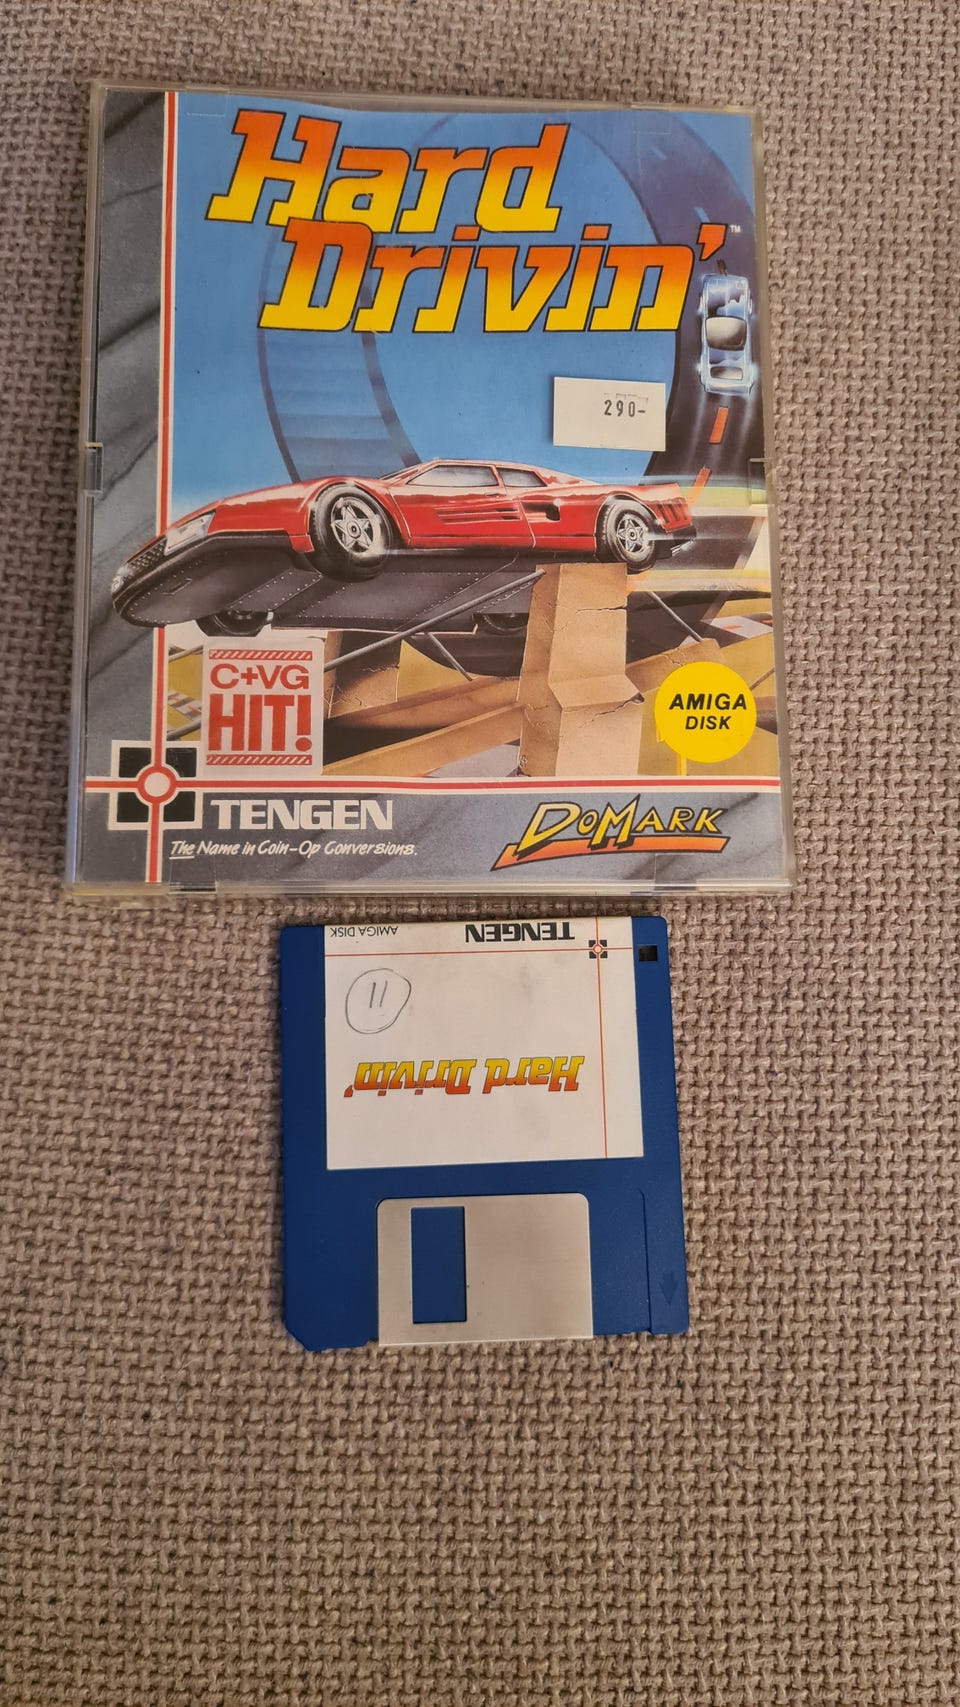 Hard
Drivin'™
290-
C+VG
HIT!
AMIGA
DISK
TENGEN
The Name in Coin-Op Conversions.
DOMARK
TENGEN
AMIGA DISK
11
Hard Drivin'